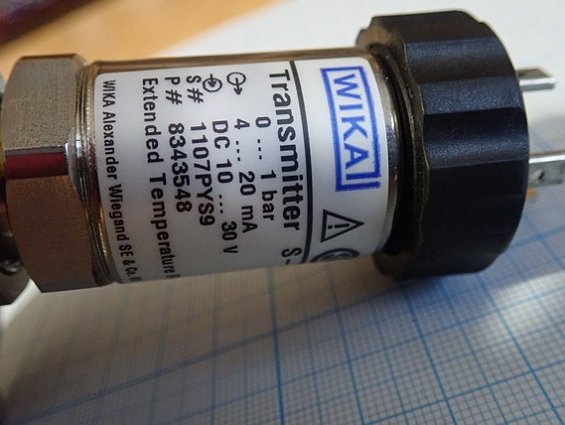 WIKA
Transmitter S-
0 ... 1 bar
4 ... 20 mA
DC 10 ... 30 V
S# 1107PYS9
P# 8343548
Extended Temperature
WIKA Alexander Wiegand SE & Co.